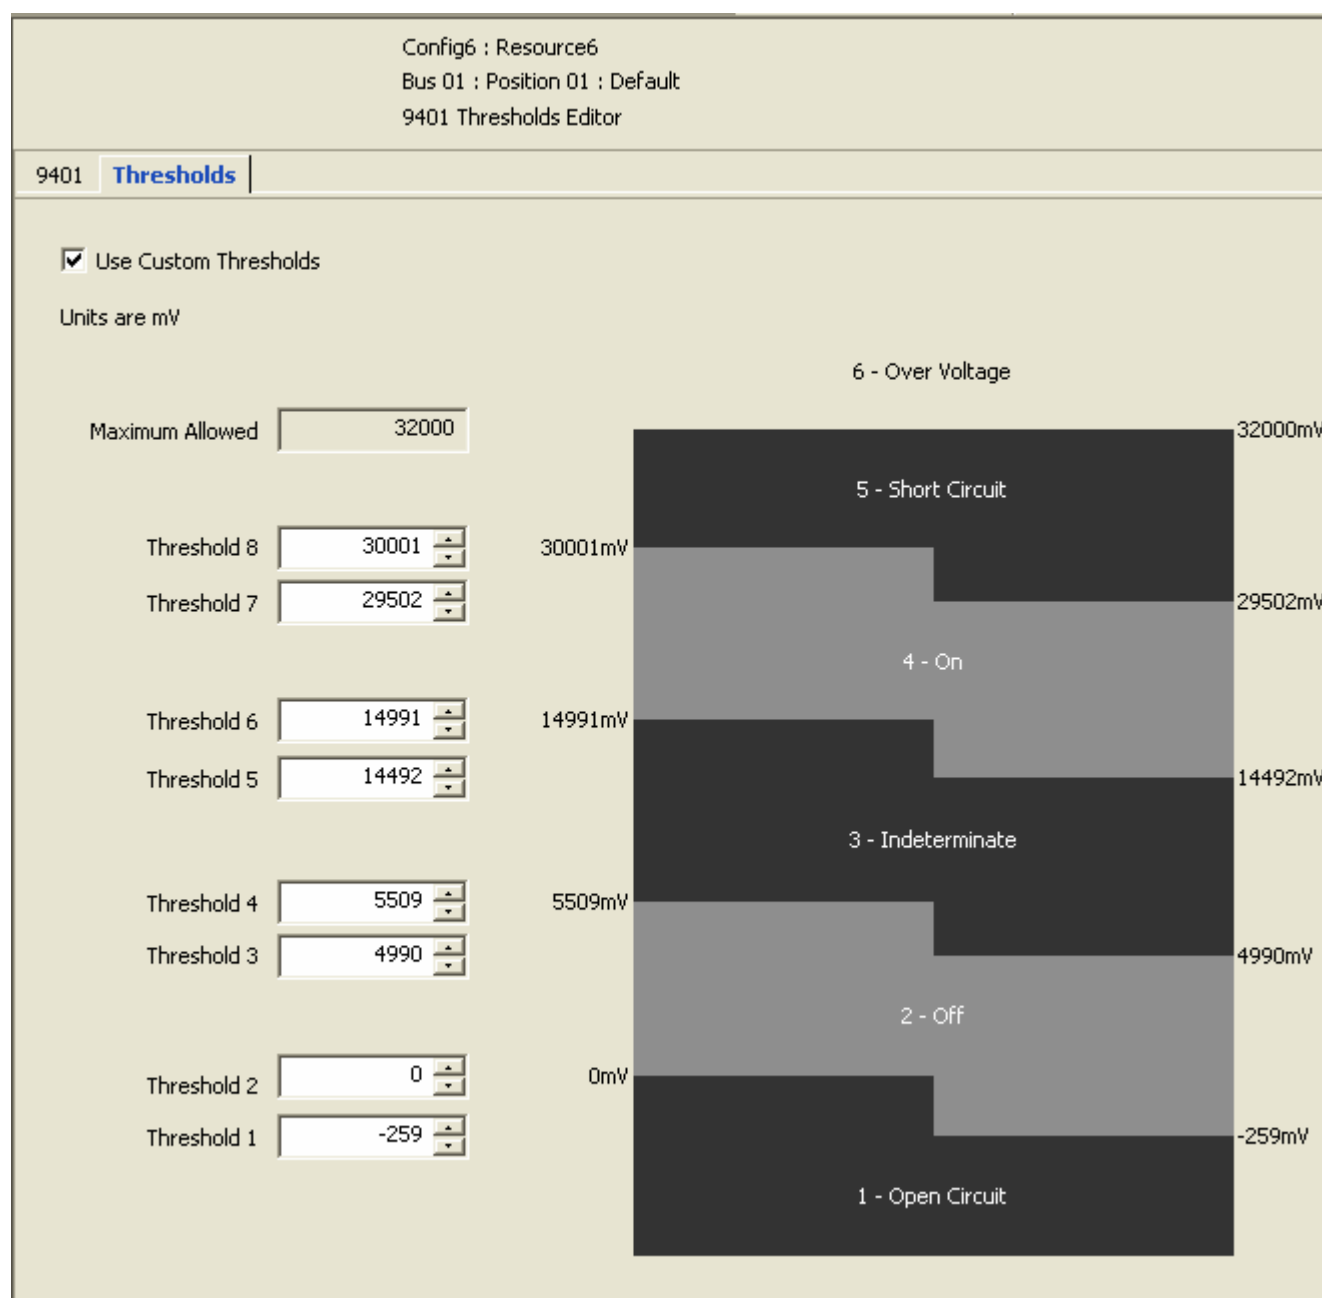 Config6 : Resource6
Bus 01 : Position 01 : Default
9401 Thresholds Editor
9401 Thresholds
Use Custom Thresholds
Units are mV
6 - Over Voltage
Maximum Allowed 32000 32000mV
5 - Short Circuit
Threshold 8 30001 30001mV
Threshold 7 29502 29502mV
4 - On
Threshold 6 14991 14991mV
Threshold 5 14492 14492mV
3 - Indeterminate
Threshold 4 5509 5509mV
Threshold 3 4990 4990mV
2 - Off
Threshold 2 0 0mV
Threshold 1 -259 -259mV
1 - Open Circuit